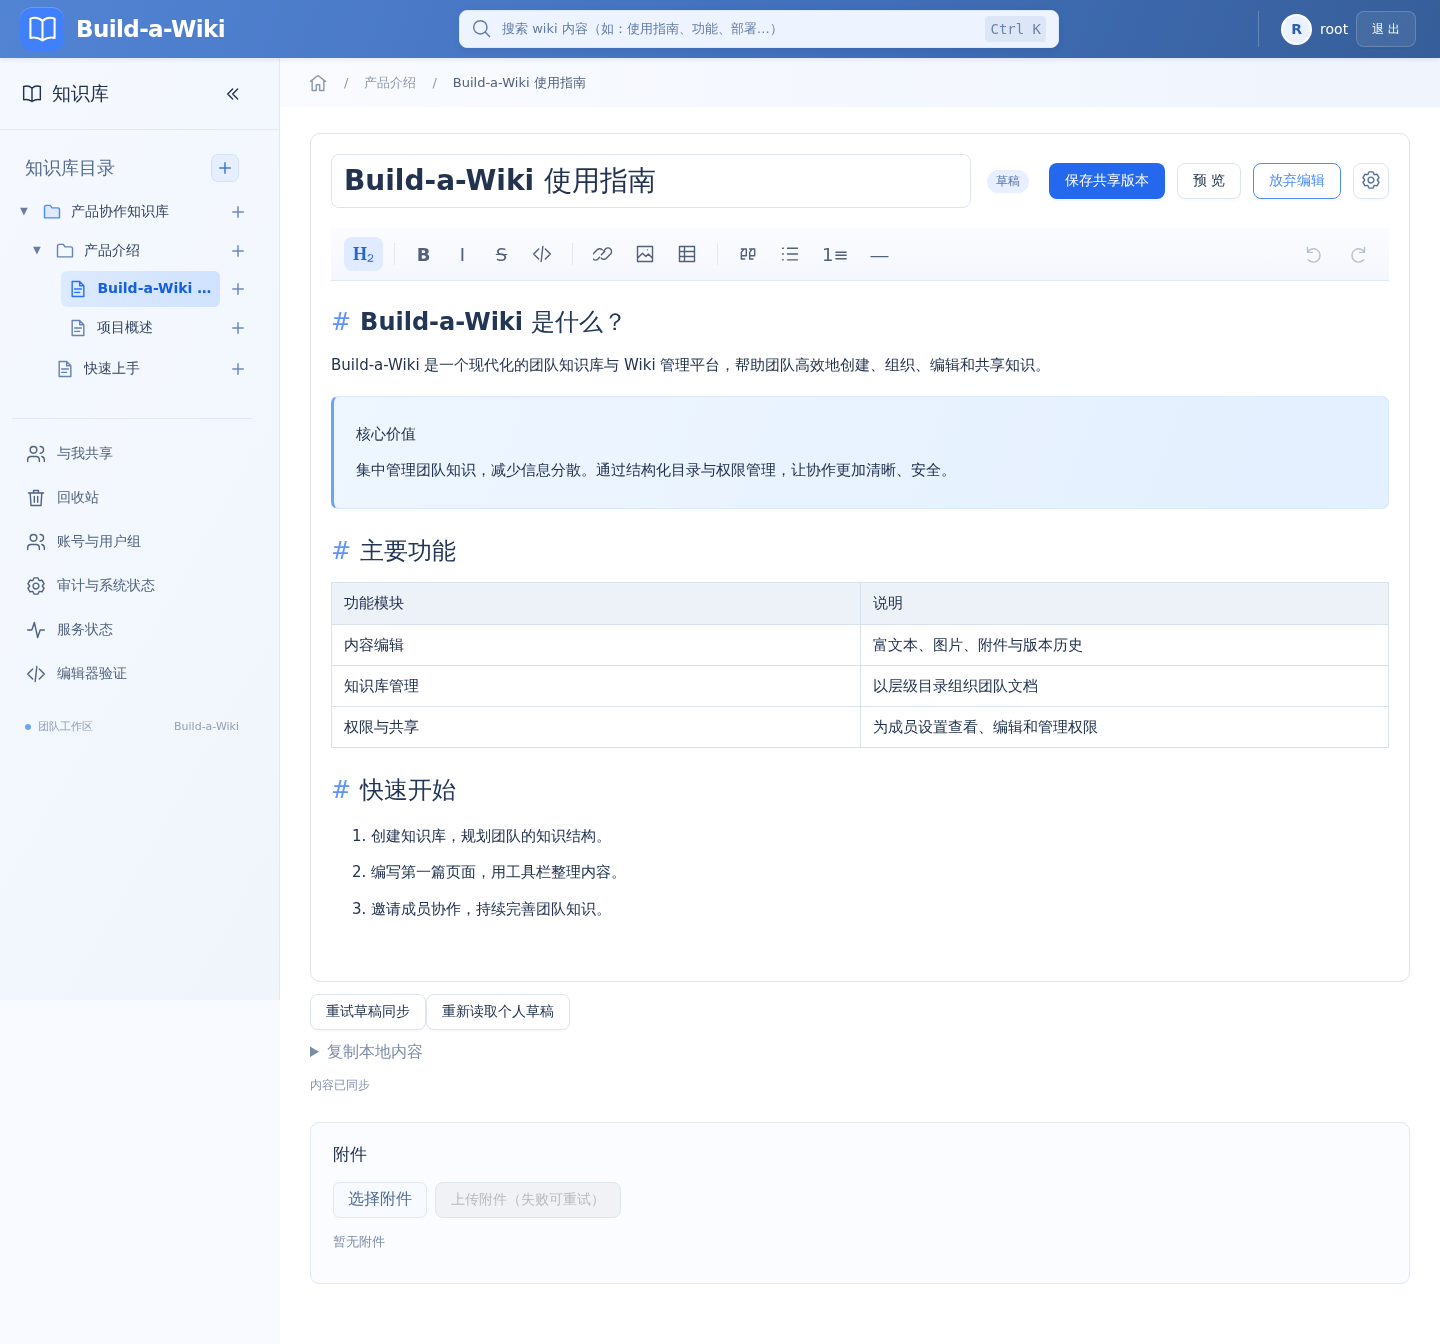 Build-a-Wiki
搜索 wiki 内容（如：使用指南、功能、部署…）
Ctrl K
R
root
退 出
知识库
产品介绍 / Build-a-Wiki 使用指南
知识库目录
产品协作知识库
产品介绍
Build-a-Wiki ...
项目概述
快速上手
与我共享
回收站
账号与用户组
审计与系统状态
服务状态
编辑器验证
团队工作区
Build-a-Wiki
Build-a-Wiki 使用指南
草稿
保存共享版本
预 览
放弃编辑
H₂ B I S 1≡ —
# Build-a-Wiki 是什么？
Build-a-Wiki 是一个现代化的团队知识库与 Wiki 管理平台，帮助团队高效地创建、组织、编辑和共享知识。
核心价值
集中管理团队知识，减少信息分散。通过结构化目录与权限管理，让协作更加清晰、安全。
# 主要功能
功能模块 说明
内容编辑 富文本、图片、附件与版本历史
知识库管理 以层级目录组织团队文档
权限与共享 为成员设置查看、编辑和管理权限
# 快速开始
1. 创建知识库，规划团队的知识结构。
2. 编写第一篇页面，用工具栏整理内容。
3. 邀请成员协作，持续完善团队知识。
重试草稿同步
重新读取个人草稿
复制本地内容
内容已同步
附件
选择附件
上传附件（失败可重试）
暂无附件